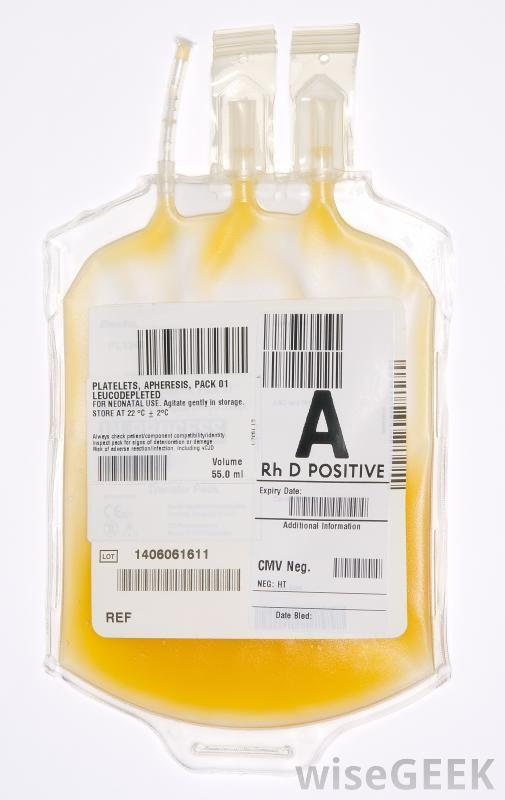 PLATELETS, APHERESIS, PACK 01
LEUCODEPLETED
FOR NEONATAL USE. Agitate gently in storage.
STORE AT 22 °C ± 2°C
Always check patient/component compatibility/identity
Inspect pack for signs of deterioration or damage
Risk of adverse reaction/infection, including vCJD
Volume
55.0 ml
A
Rh D POSITIVE
Expiry Date:
Additional Information
CMV Neg.
NEG: HT
Date Bled:
Transfer Pack
LOT 1406061611
REF
wiseGEEK